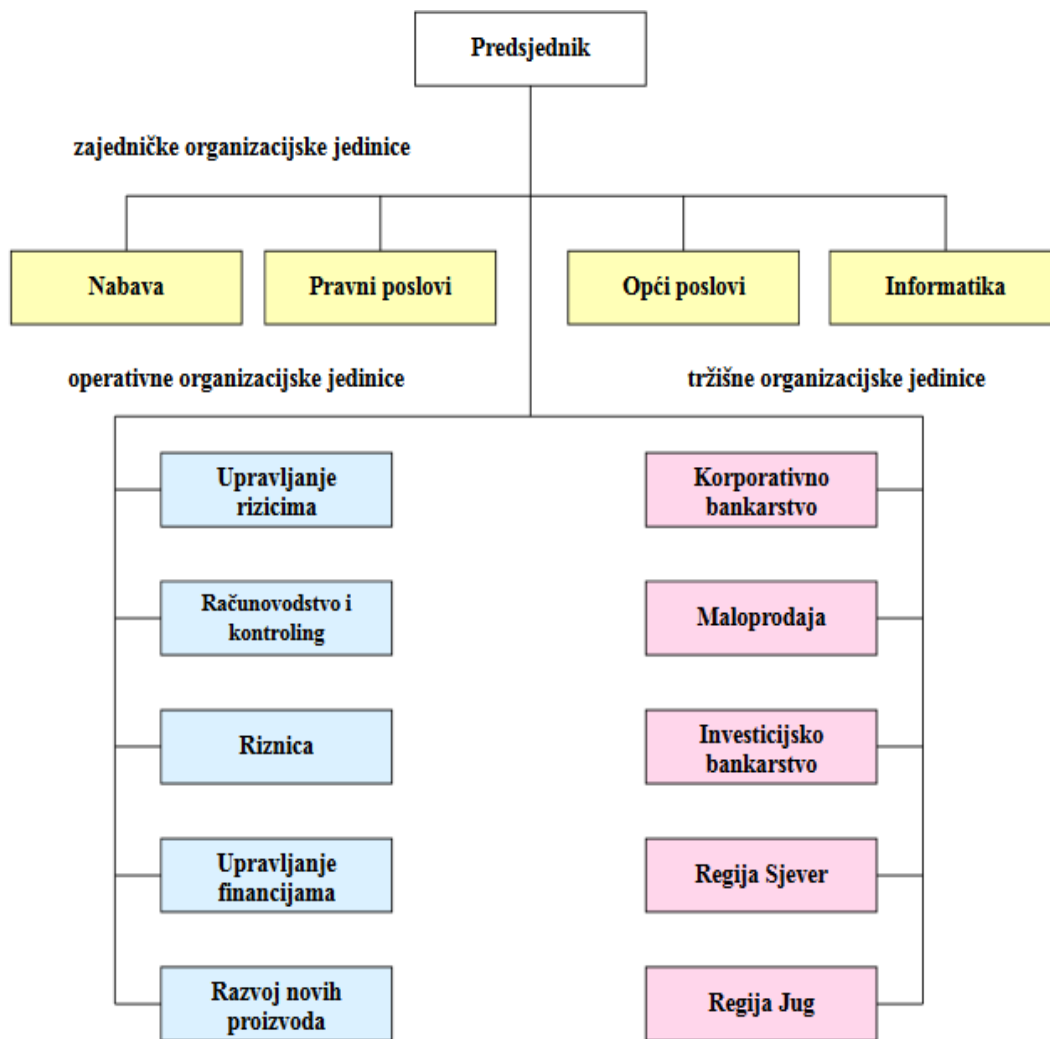 Predsjednik
zajedničke organizacijske jedinice
Nabava
Pravni poslovi
Opći poslovi
Informatika
operativne organizacijske jedinice
tržišne organizacijske jedinice
Upravljanje
rizicima
Korporativno
bankarstvo
Računovodstvo i
kontroling
Maloprodaja
Riznica
Investicijsko
bankarstvo
Upravljanje
financijama
Regija Sjever
Razvoj novih
proizvoda
Regija Jug